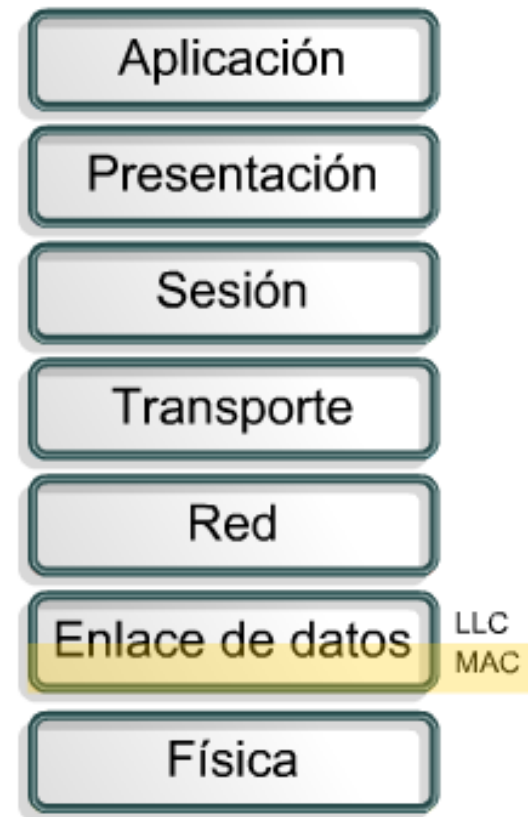 Aplicación
Presentación
Sesión
Transporte
Red
Enlace de datos
LLC
MAC
Física